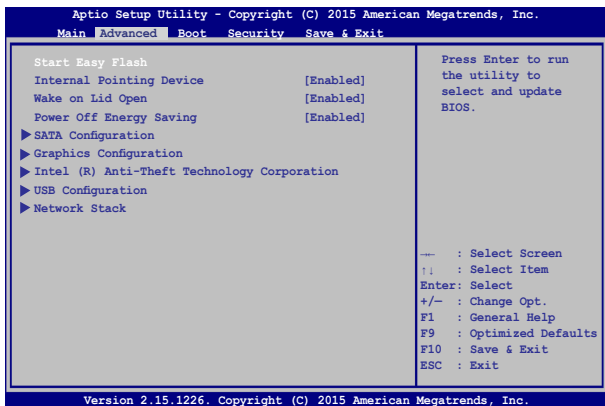 Aptio Setup Utility - Copyright (C) 2015 American Megatrends, Inc.
Main Advanced Boot Security Save & Exit
Start Easy Flash
Internal Pointing Device [Enabled]
Wake on Lid Open [Enabled]
Power Off Energy Saving [Enabled]
SATA Configuration
Graphics Configuration
Intel (R) Anti-Theft Technology Corporation
USB Configuration
Network Stack
Press Enter to run
the utility to
select and update
BIOS.
→← : Select Screen
↑↓ : Select Item
Enter: Select
+/— : Change Opt.
F1 : General Help
F9 : Optimized Defaults
F10 : Save & Exit
ESC : Exit
Version 2.15.1226. Copyright (C) 2015 American Megatrends, Inc.